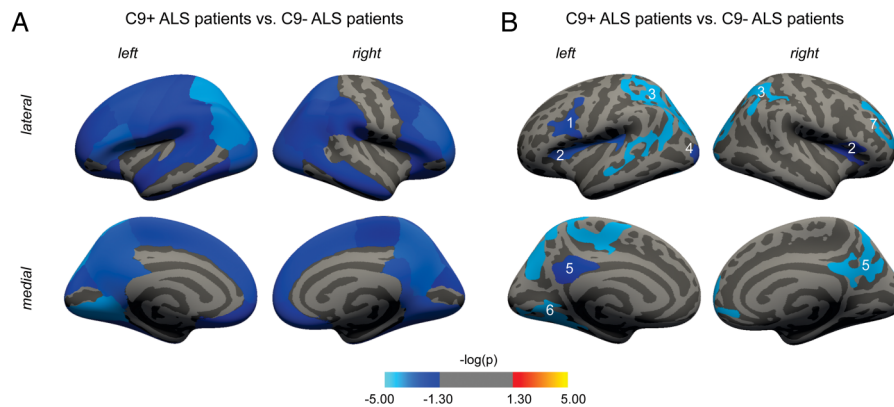 A
C9+ ALS patients vs. C9- ALS patients
left
right
lateral
medial
B
C9+ ALS patients vs. C9- ALS patients
left
right
1
2
3
4
3
7
2
5
6
5
-log(p)
-5.00
-1.30
1.30
5.00